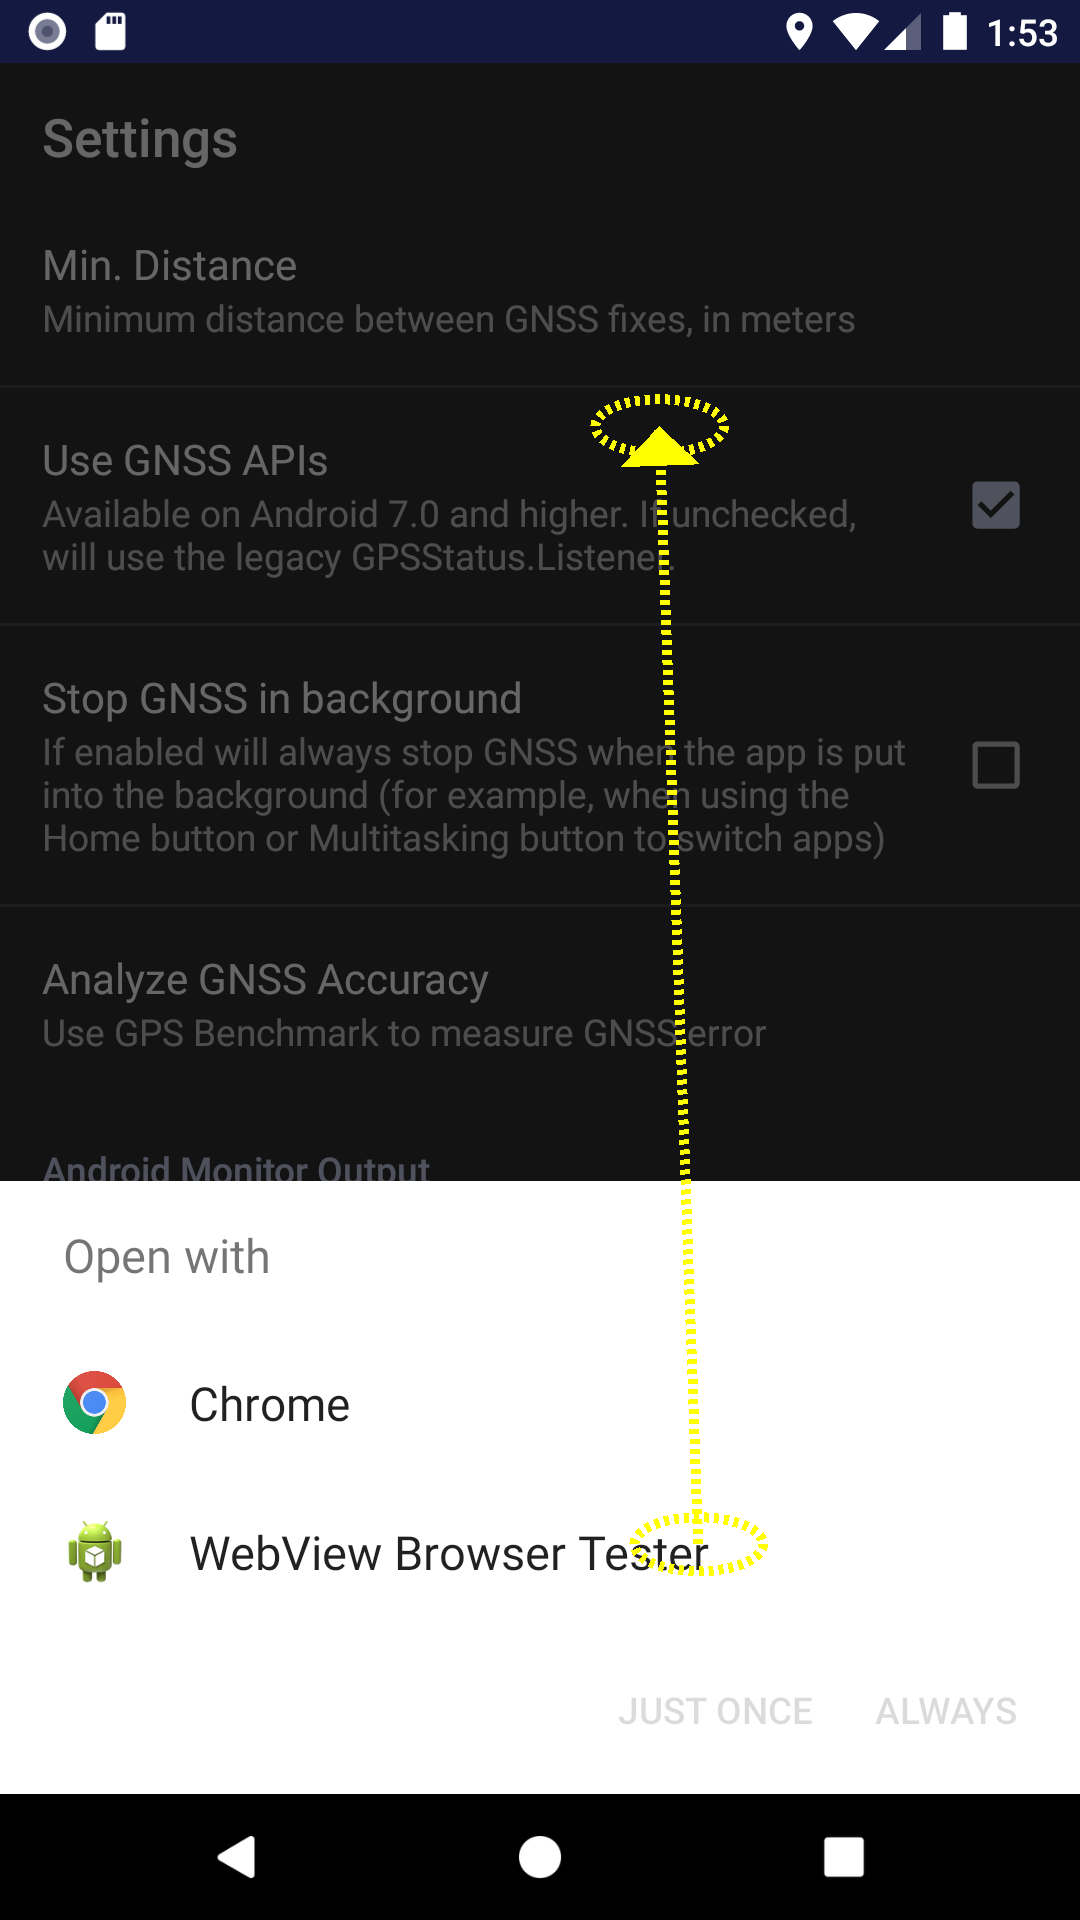 1:53
Settings
Min. Distance
Minimum distance between GNSS fixes, in meters
Use GNSS APIs
Available on Android 7.0 and higher. If unchecked,
will use the legacy GPSStatus.Listener.
Stop GNSS in background
If enabled will always stop GNSS when the app is put
into the background (for example, when using the
Home button or Multitasking button to switch apps)
Analyze GNSS Accuracy
Use GPS Benchmark to measure GNSS error
Android Monitor Output
Open with
Chrome
WebView Browser Tester
JUST ONCE
ALWAYS